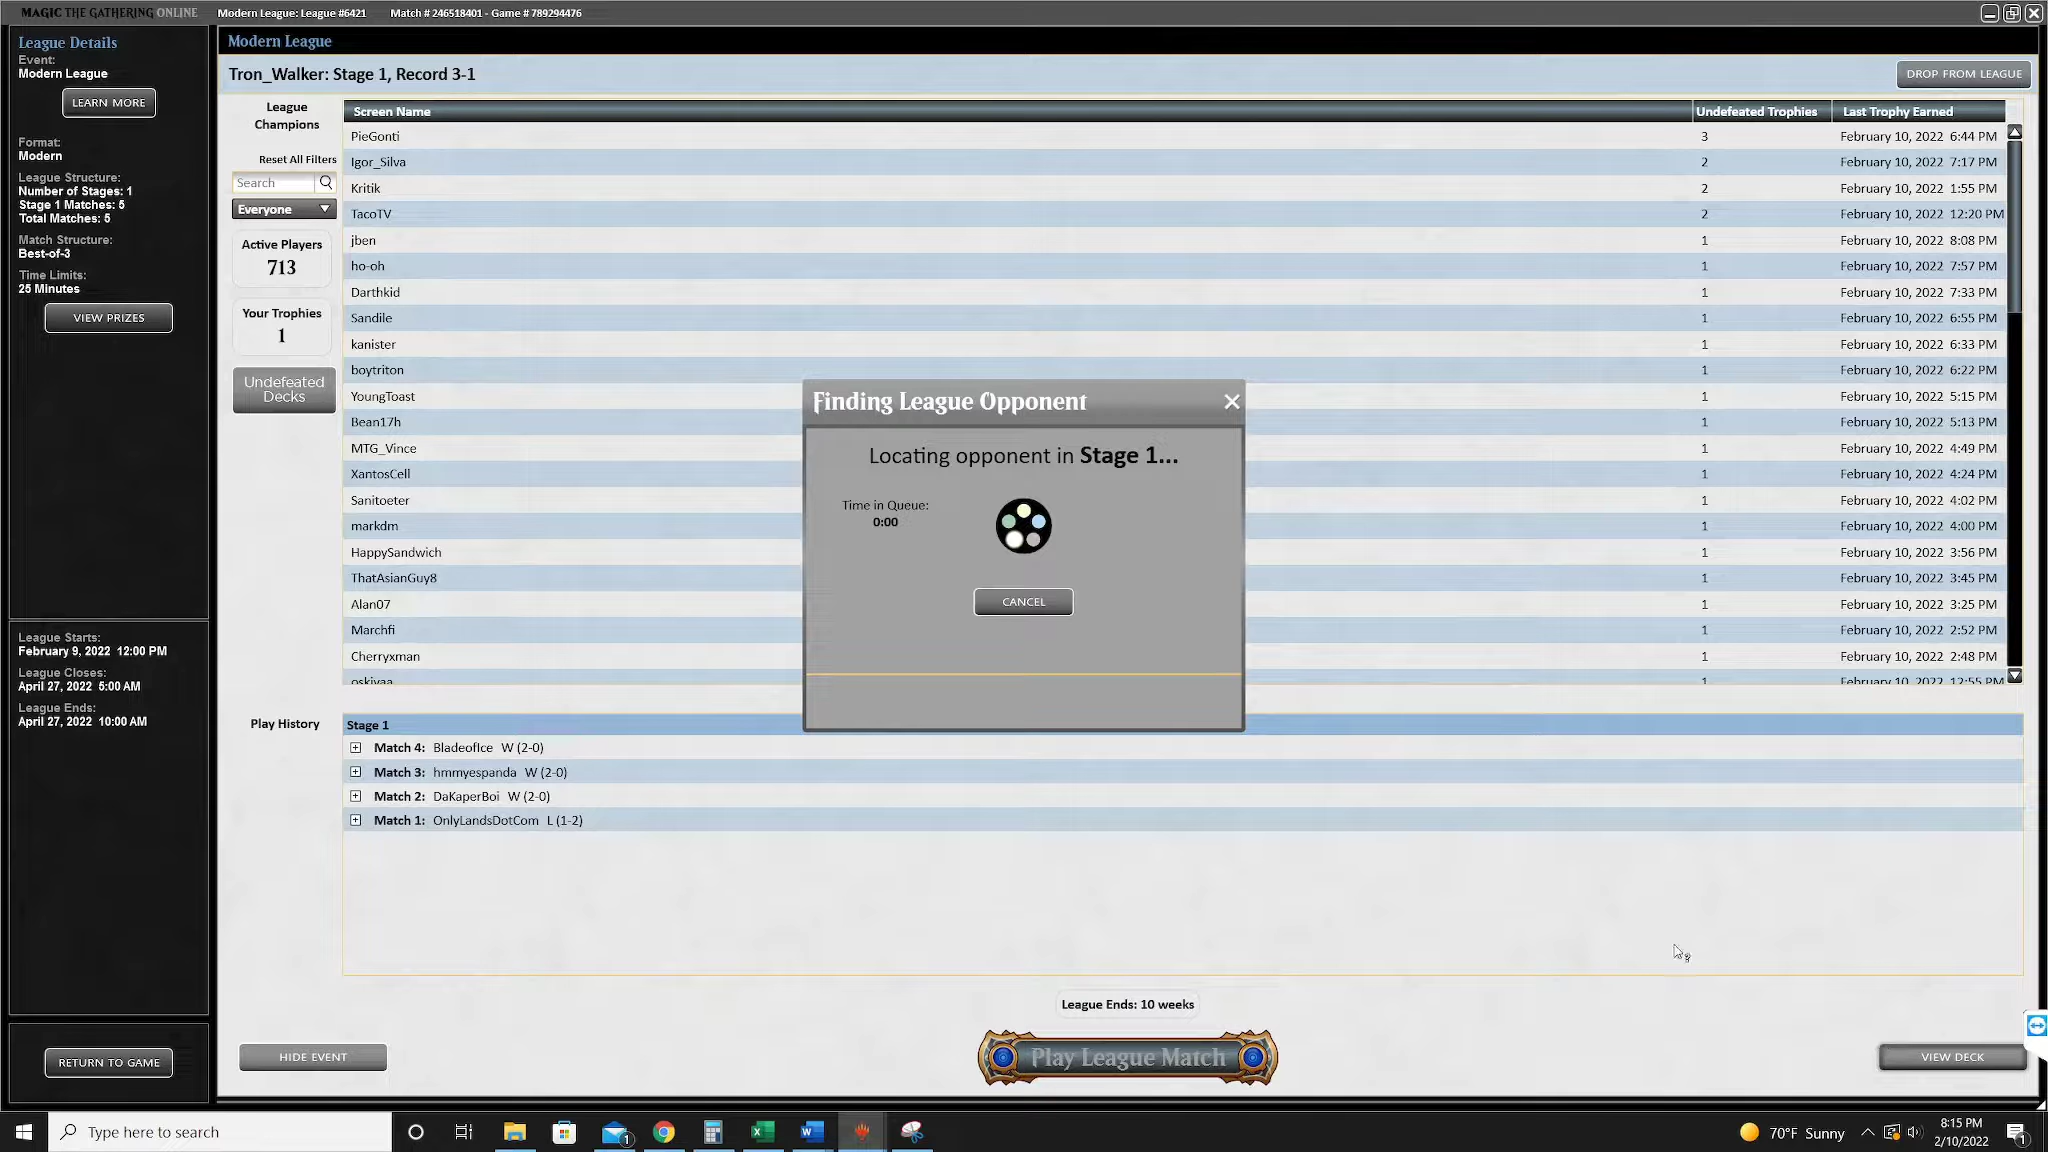 MAGIC THE GATHERING ONLINE
Modern League: League #6421
Match # 246518401 - Game # 789294476
League Details
Event:
Modern League
LEARN MORE
Format:
Modern
League Structure:
Number of Stages: 1
Stage 1 Matches: 5
Total Matches: 5
Match Structure:
Best-of-3
Time Limits:
25 Minutes
VIEW PRIZES
League Starts:
February 9, 2022 12:00 PM
League Closes:
April 27, 2022 5:00 AM
League Ends:
April 27, 2022 10:00 AM
RETURN TO GAME
Modern League
Tron_Walker: Stage 1, Record 3-1
DROP FROM LEAGUE
League
Champions
Reset All Filters
Search
Everyone
Active Players
713
Your Trophies
1
Undefeated
Decks
Screen Name Undefeated Trophies Last Trophy Earned
PieGonti 3 February 10, 2022 6:44 PM
Igor_Silva 2 February 10, 2022 7:17 PM
Kritik 2 February 10, 2022 1:55 PM
TacoTV 2 February 10, 2022 12:20 PM
jben 1 February 10, 2022 8:08 PM
ho-oh 1 February 10, 2022 7:57 PM
Darthkid 1 February 10, 2022 7:33 PM
Sandile 1 February 10, 2022 6:55 PM
kanister 1 February 10, 2022 6:33 PM
boytriton 1 February 10, 2022 6:22 PM
YoungToast 1 February 10, 2022 5:15 PM
Bean17h 1 February 10, 2022 5:13 PM
MTG_Vince 1 February 10, 2022 4:49 PM
XantosCell 1 February 10, 2022 4:24 PM
Sanitoeter 1 February 10, 2022 4:02 PM
markdm 1 February 10, 2022 4:00 PM
HappySandwich 1 February 10, 2022 3:56 PM
ThatAsianGuy8 1 February 10, 2022 3:45 PM
Alan07 1 February 10, 2022 3:25 PM
Marchfi 1 February 10, 2022 2:52 PM
Cherryxman 1 February 10, 2022 2:48 PM
oskivaa 1 February 10, 2022 12:55 PM
Finding League Opponent
Locating opponent in Stage 1...
Time in Queue:
0:00
CANCEL
Play History
Stage 1
Match 4: BladeofIce W (2-0)
Match 3: hmmyespanda W (2-0)
Match 2: DaKaperBoi W (2-0)
Match 1: OnlyLandsDotCom L (1-2)
League Ends: 10 weeks
HIDE EVENT
Play League Match
VIEW DECK
Type here to search
1
70°F Sunny
8:15 PM
2/10/2022
1